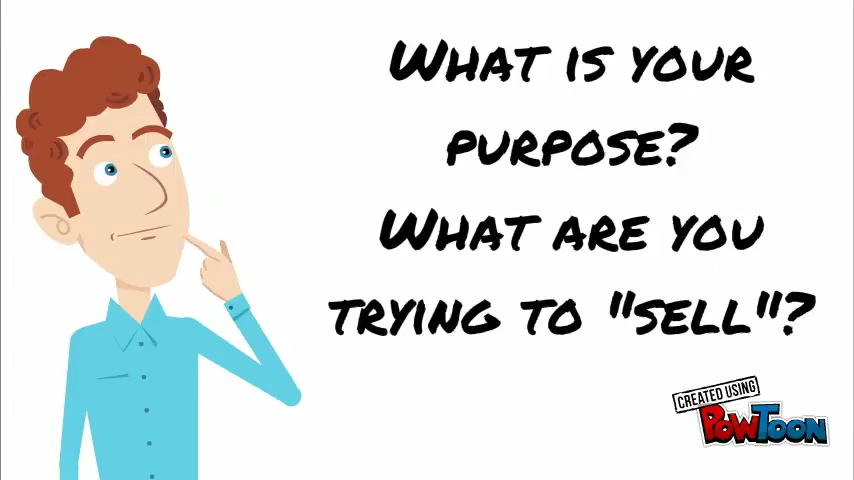 WHAT IS YOUR
PURPOSE?
WHAT ARE YOU
TRYING TO "SELL"?
CREATED USING
POWTOON